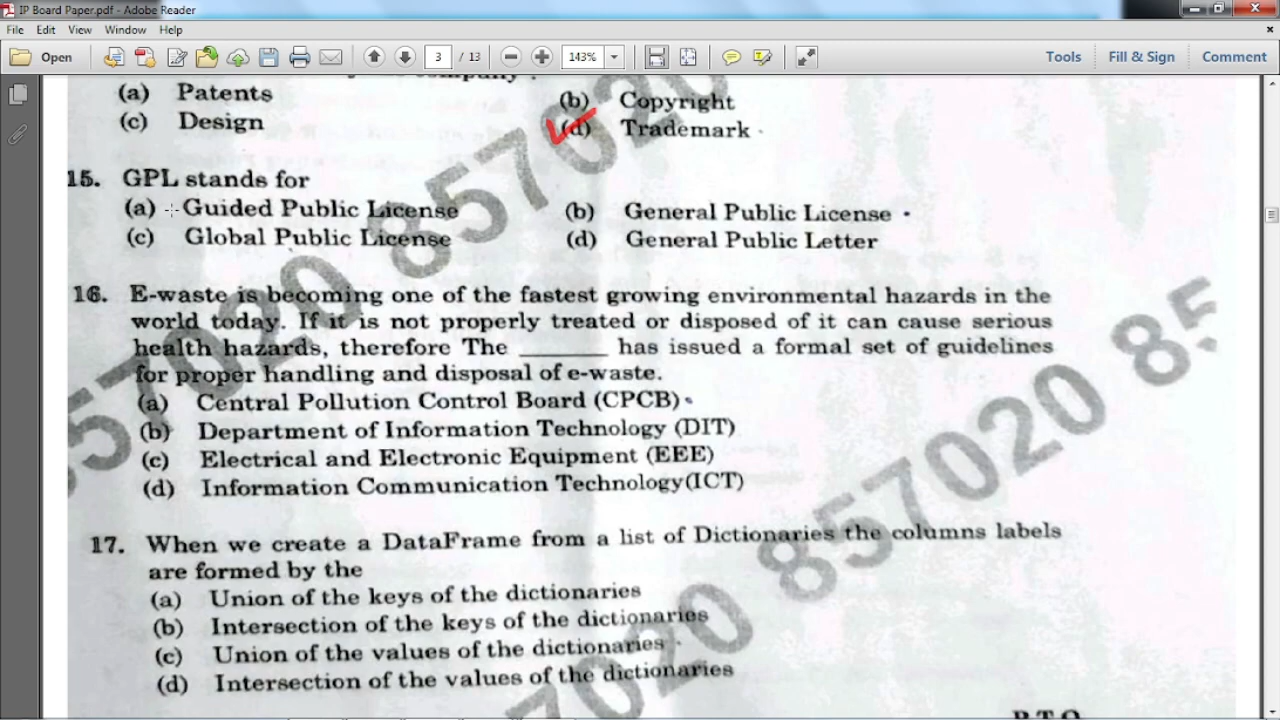 IP Board Paper.pdf - Adobe Reader
File Edit View Window Help
Open 3 / 13 143% Tools Fill & Sign Comment
(a) Patents (b) Copyright
(c) Design (d) Trademark
15. GPL stands for
(a) Guided Public License (b) General Public License
(c) Global Public License (d) General Public Letter
16. E-waste is becoming one of the fastest growing environmental hazards in the
world today. If it is not properly treated or disposed of it can cause serious
health hazards, therefore The _______ has issued a formal set of guidelines
for proper handling and disposal of e-waste.
(a) Central Pollution Control Board (CPCB)
(b) Department of Information Technology (DIT)
(c) Electrical and Electronic Equipment (EEE)
(d) Information Communication Technology(ICT)
17. When we create a DataFrame from a list of Dictionaries the columns labels
are formed by the
(a) Union of the keys of the dictionaries
(b) Intersection of the keys of the dictionaries
(c) Union of the values of the dictionaries
(d) Intersection of the values of the dictionaries
P.T.O.
857020 857020
857020 857020 85